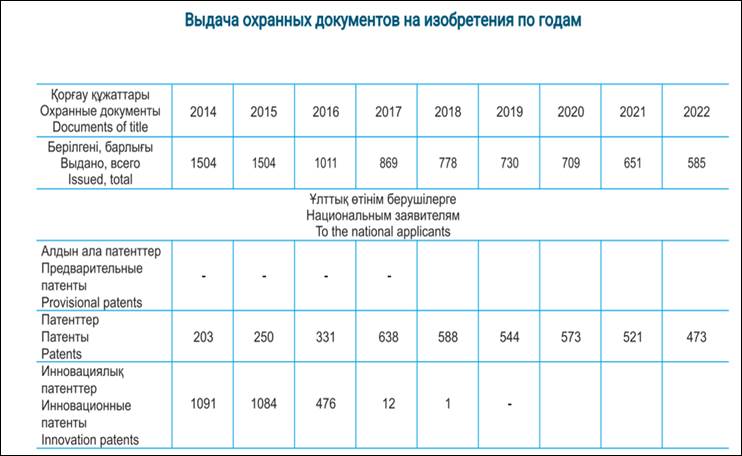 Выдача охранных документов на изобретения по годам
Қорғау құжаттары
Охранные документы
Documents of title
2014 2015 2016 2017 2018 2019 2020 2021 2022
Берілгені, барлығы
Выдано, всего
Issued, total
1504 1504 1011 869 778 730 709 651 585
Ұлттық өтінім берушілерге
Национальным заявителям
To the national applicants
Алдын ала патенттер
Предварительные
патенты
Provisional patents
- - - -
Патенттер
Патенты
Patents
203 250 331 638 588 544 573 521 473
Инновациялық
патенттер
Инновационные
патенты
Innovation patents
1091 1084 476 12 1 -